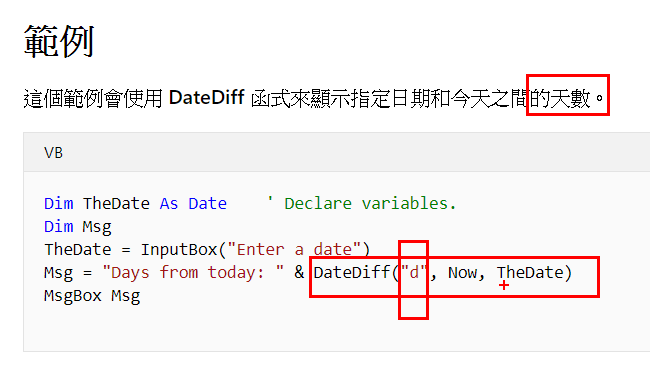 範例
這個範例會使用 DateDiff 函式來顯示指定日期和今天之間的天數。
VB
Dim TheDate As Date    ' Declare variables.
Dim Msg
TheDate = InputBox("Enter a date")
Msg = "Days from today: " & DateDiff("d", Now, TheDate)
MsgBox Msg